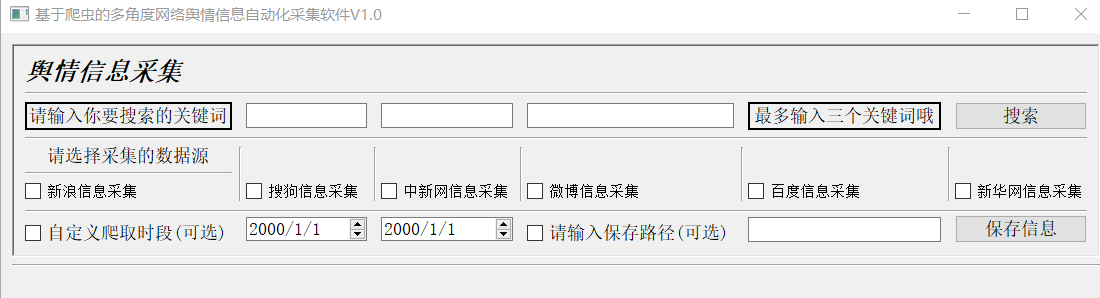 基于爬虫的多角度网络舆情信息自动化采集软件V1.0
舆情信息采集
请输入你要搜索的关键词 最多输入三个关键词哦 搜索
请选择采集的数据源
新浪信息采集 搜狗信息采集 中新网信息采集 微博信息采集 百度信息采集 新华网信息采集
自定义爬取时段(可选) 2000/1/1 2000/1/1 请输入保存路径(可选) 保存信息